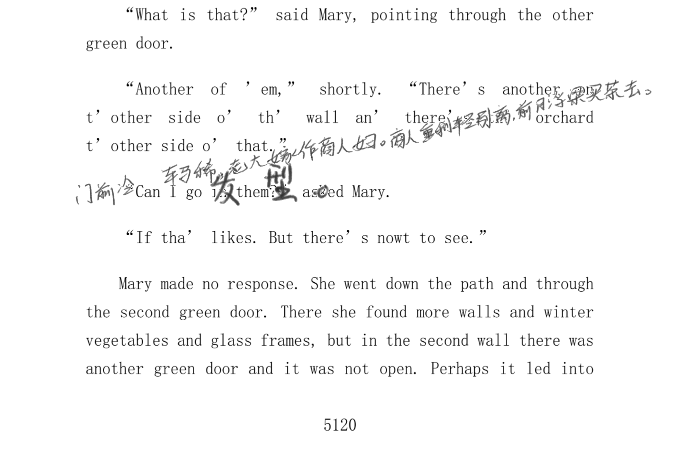 “What is that?” said Mary, pointing through the other
green door.
“Another of ’em,” shortly. “There’s another on
t’other side o’ th’ wall an’ there’s orchard
t’other side o’ that.”
门前冷 车马稀，老大嫁作商人妇。商人重利轻别离，前月浮梁买茶去。
发型。
“Can I go in them?” asked Mary.
“If tha’ likes. But there’s nowt to see.”
Mary made no response. She went down the path and through
the second green door. There she found more walls and winter
vegetables and glass frames, but in the second wall there was
another green door and it was not open. Perhaps it led into
5120